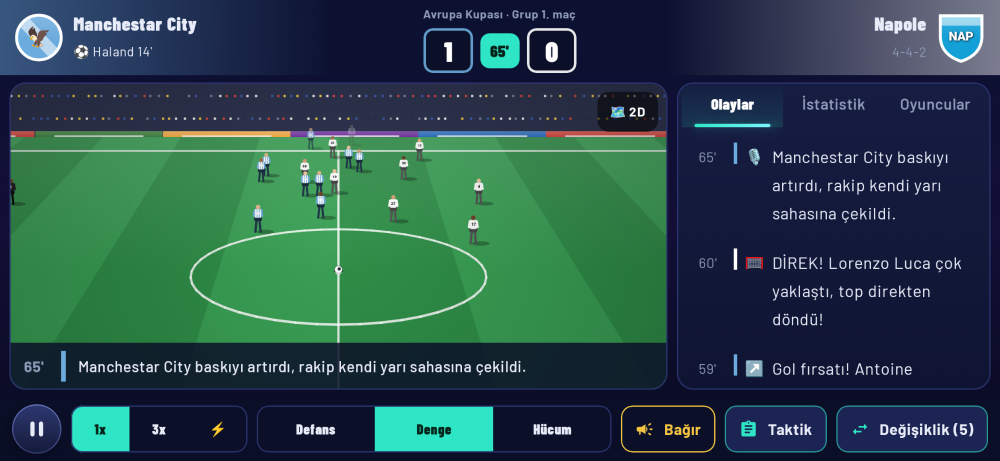 Manchestar City
Haland 14'
Avrupa Kupası · Grup 1. maç
1
65'
0
Napole
4-4-2
NAP
2D
65'
Manchestar City baskıyı artırdı, rakip kendi yarı sahasına çekildi.
Olaylar
İstatistik
Oyuncular
65'
Manchestar City baskıyı
artırdı, rakip kendi yarı
sahasına çekildi.
60'
DİREK! Lorenzo Luca çok
yaklaştı, top direkten
döndü!
59'
Gol fırsatı! Antoine
1x
3x
Defans
Denge
Hücum
Bağır
Taktik
Değişiklik (5)